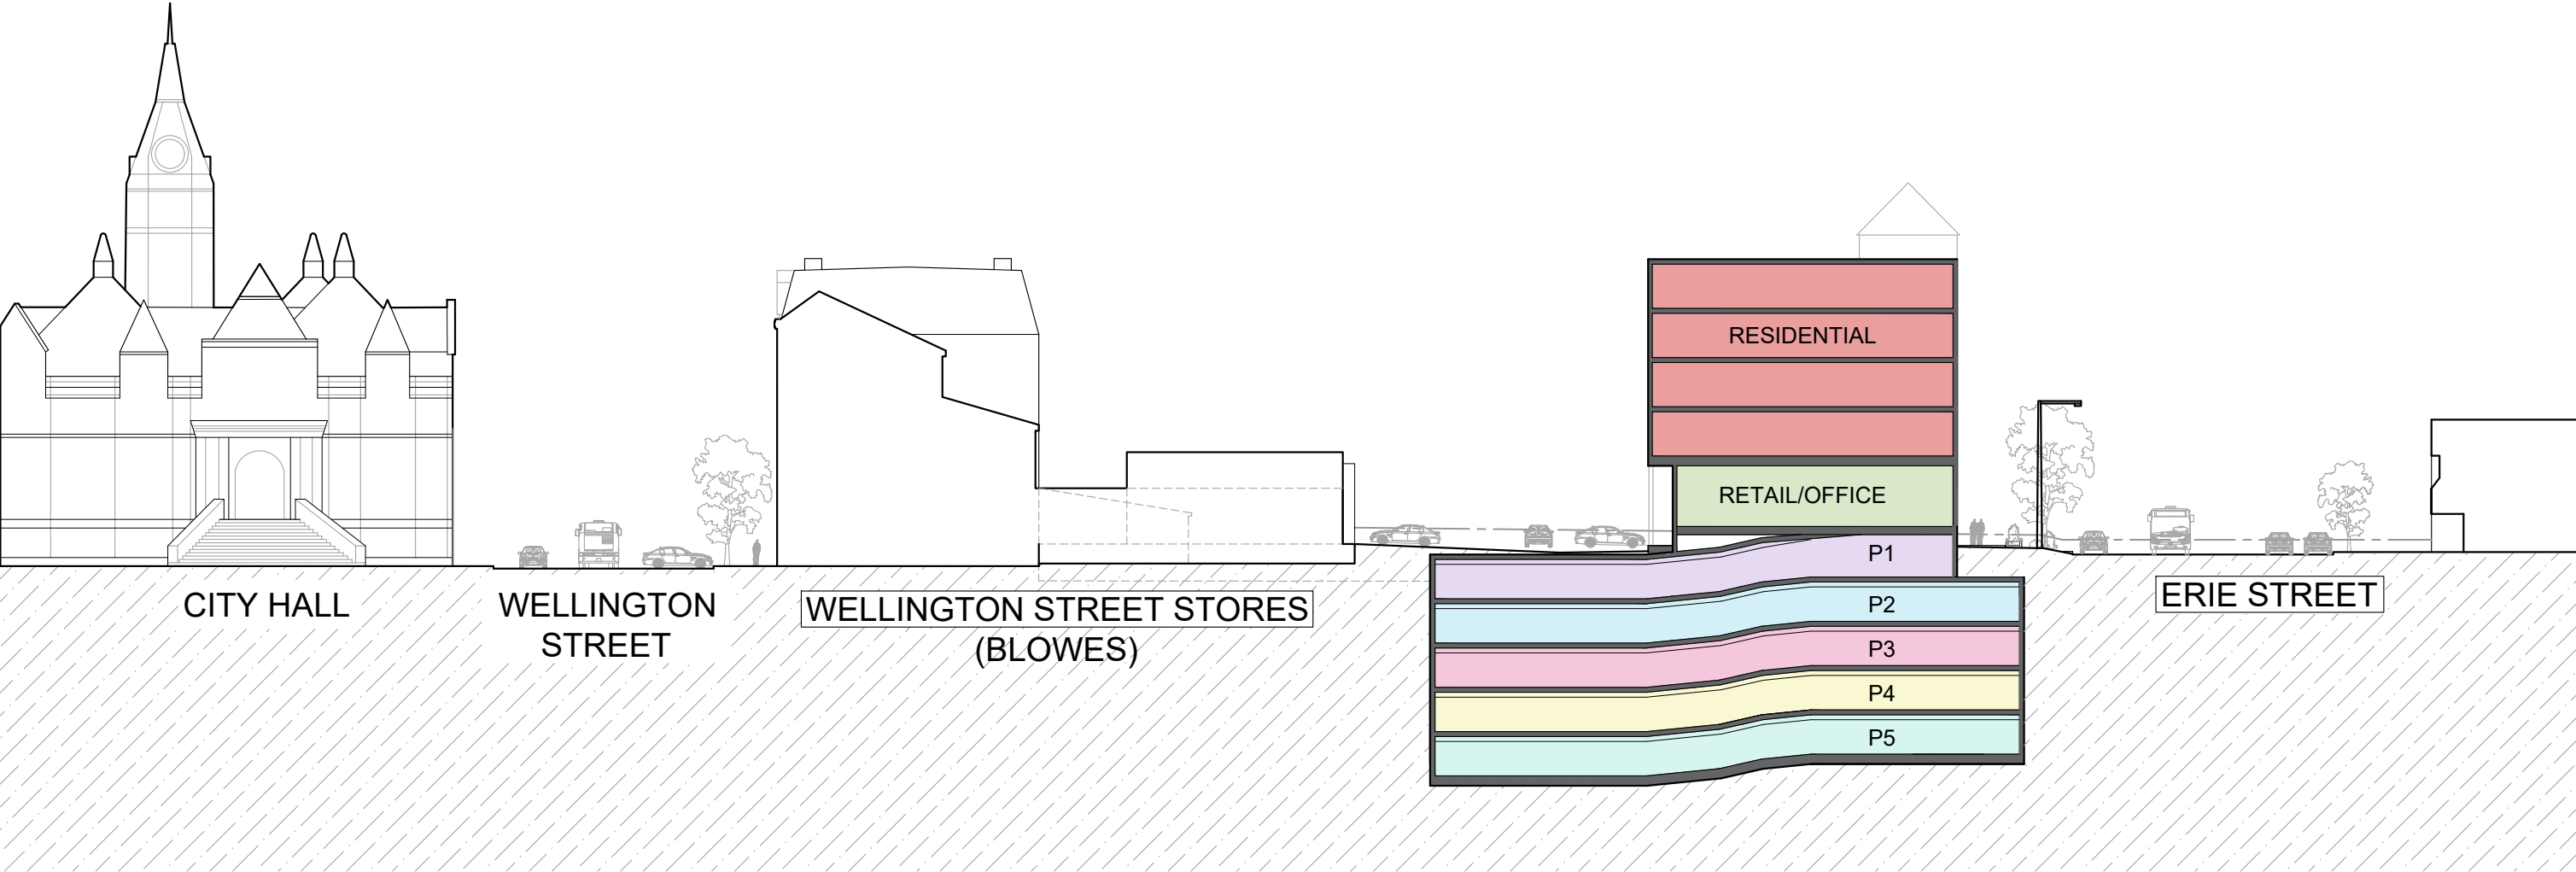 RESIDENTIAL
RETAIL/OFFICE
P1
P2
P3
P4
P5
CITY HALL
WELLINGTON
STREET
WELLINGTON STREET STORES
(BLOWES)
ERIE STREET